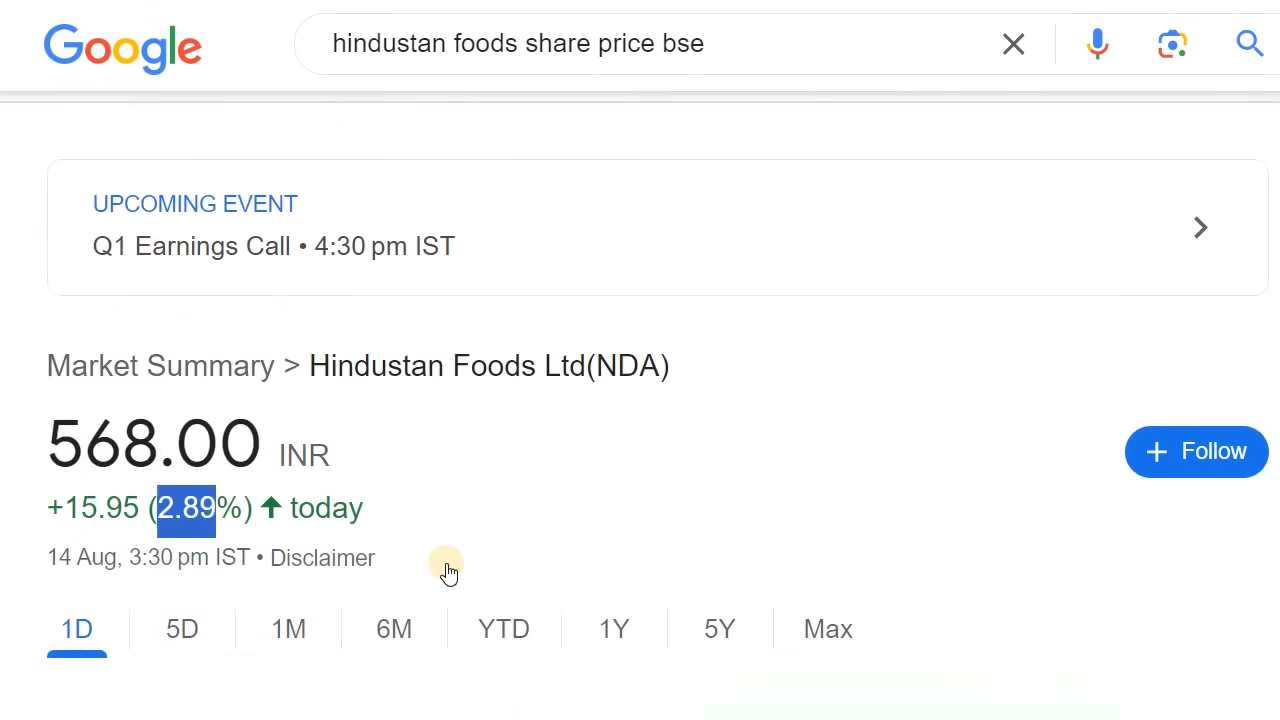 Google
hindustan foods share price bse
UPCOMING EVENT
Q1 Earnings Call • 4:30 pm IST
Market Summary > Hindustan Foods Ltd(NDA)
568.00 INR
+ Follow
+15.95 (2.89%) ↑ today
14 Aug, 3:30 pm IST • Disclaimer
1D 5D 1M 6M YTD 1Y 5Y Max